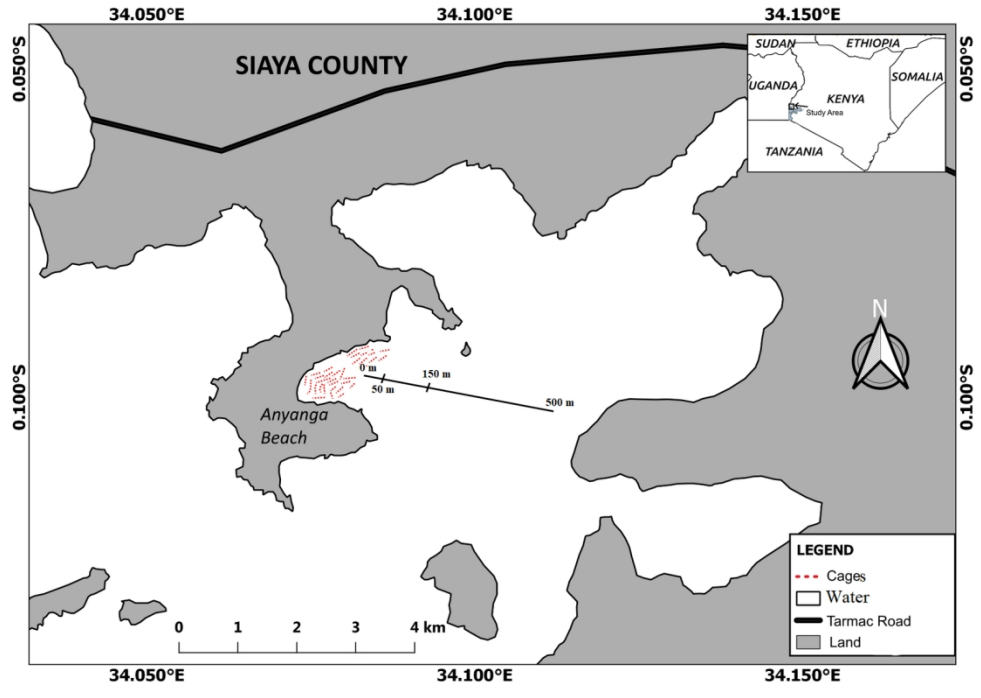 34.050°E 34.100°E 34.150°E
0.050°S
0.050°S
SIAYA COUNTY
SUDAN
ETHIOPIA
UGANDA
SOMALIA
KENYA
Study Area
TANZANIA
N
0.100°S
0.100°S
0 m
50 m
150 m
500 m
Anyanga
Beach
LEGEND
Cages
Water
Tarmac Road
Land
0 1 2 3 4 km
34.050°E 34.100°E 34.150°E